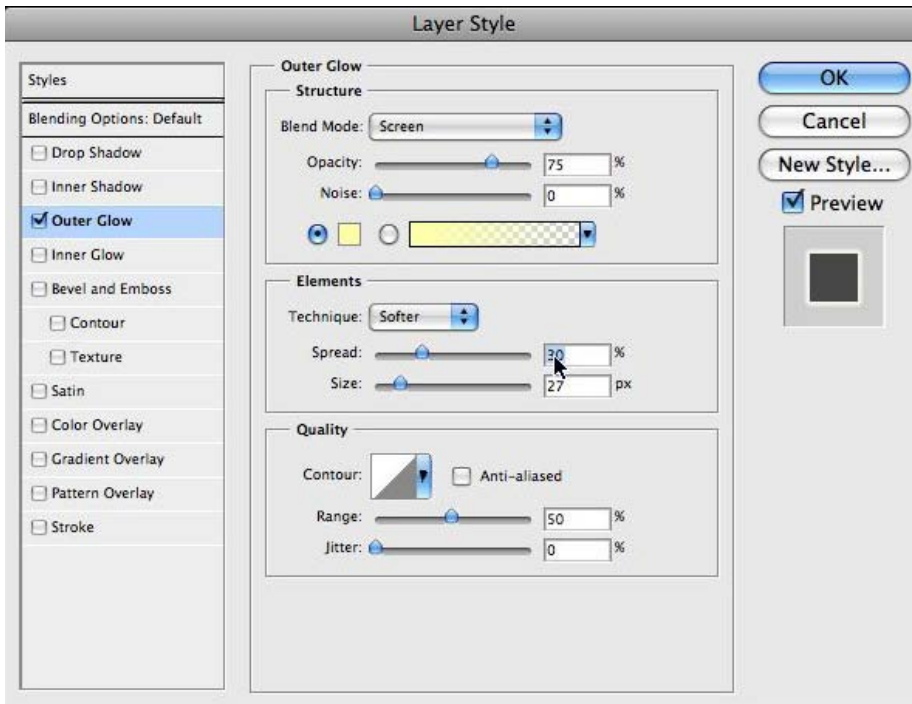 Layer Style
Styles
Blending Options: Default
Drop Shadow
Inner Shadow
Outer Glow
Inner Glow
Bevel and Emboss
Contour
Texture
Satin
Color Overlay
Gradient Overlay
Pattern Overlay
Stroke
Outer Glow
Structure
Blend Mode: Screen
Opacity: 75 %
Noise: 0 %
Elements
Technique: Softer
Spread: 30 %
Size: 27 px
Quality
Contour: Anti-aliased
Range: 50 %
Jitter: 0 %
OK
Cancel
New Style...
Preview